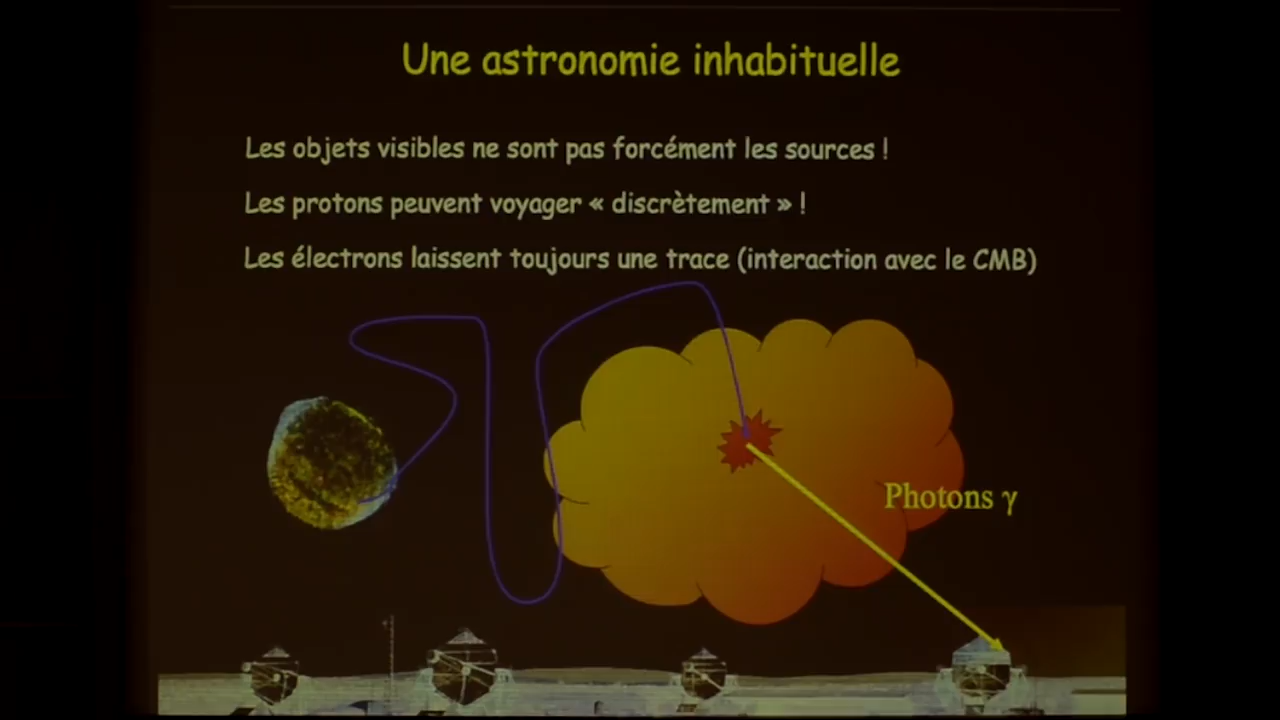 Une astronomie inhabituelle
Les objets visibles ne sont pas forcément les sources !
Les protons peuvent voyager « discrètement » !
Les électrons laissent toujours une trace (interaction avec le CMB)
Photons γ